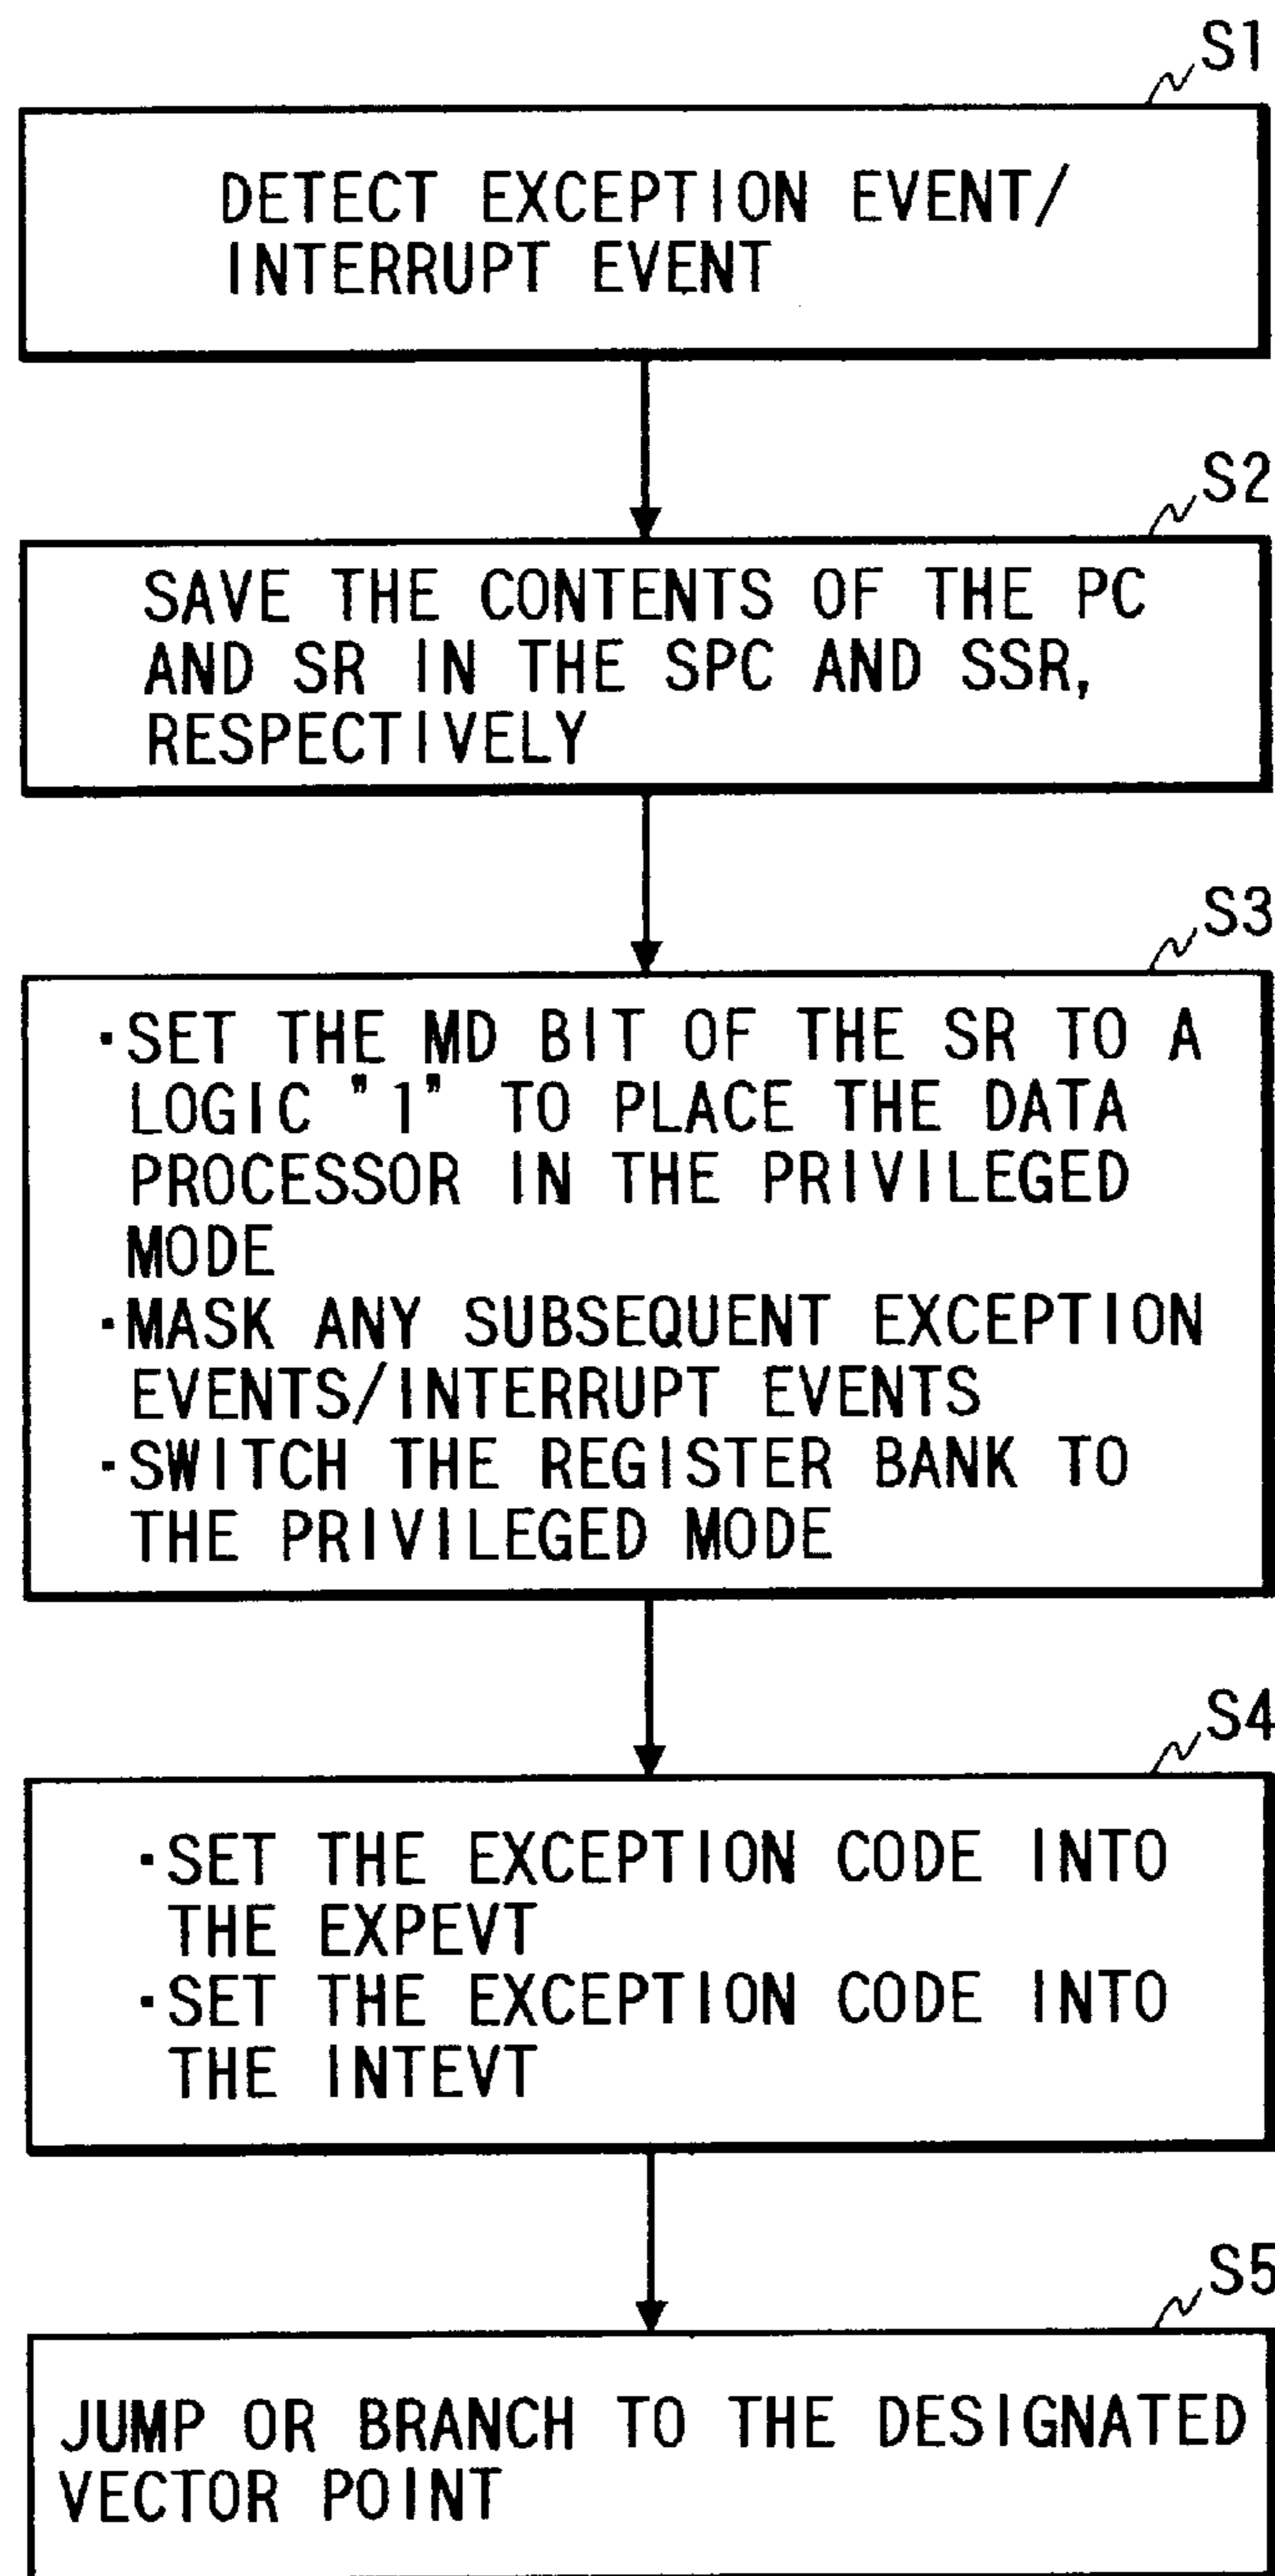 S1
DETECT EXCEPTION EVENT/
INTERRUPT EVENT
S2
SAVE THE CONTENTS OF THE PC
AND SR IN THE SPC AND SSR,
RESPECTIVELY
S3
·SET THE MD BIT OF THE SR TO A
LOGIC "1" TO PLACE THE DATA
PROCESSOR IN THE PRIVILEGED
MODE
·MASK ANY SUBSEQUENT EXCEPTION
EVENTS/INTERRUPT EVENTS
·SWITCH THE REGISTER BANK TO
THE PRIVILEGED MODE
S4
·SET THE EXCEPTION CODE INTO
THE EXPEVT
·SET THE EXCEPTION CODE INTO
THE INTEVT
S5
JUMP OR BRANCH TO THE DESIGNATED
VECTOR POINT